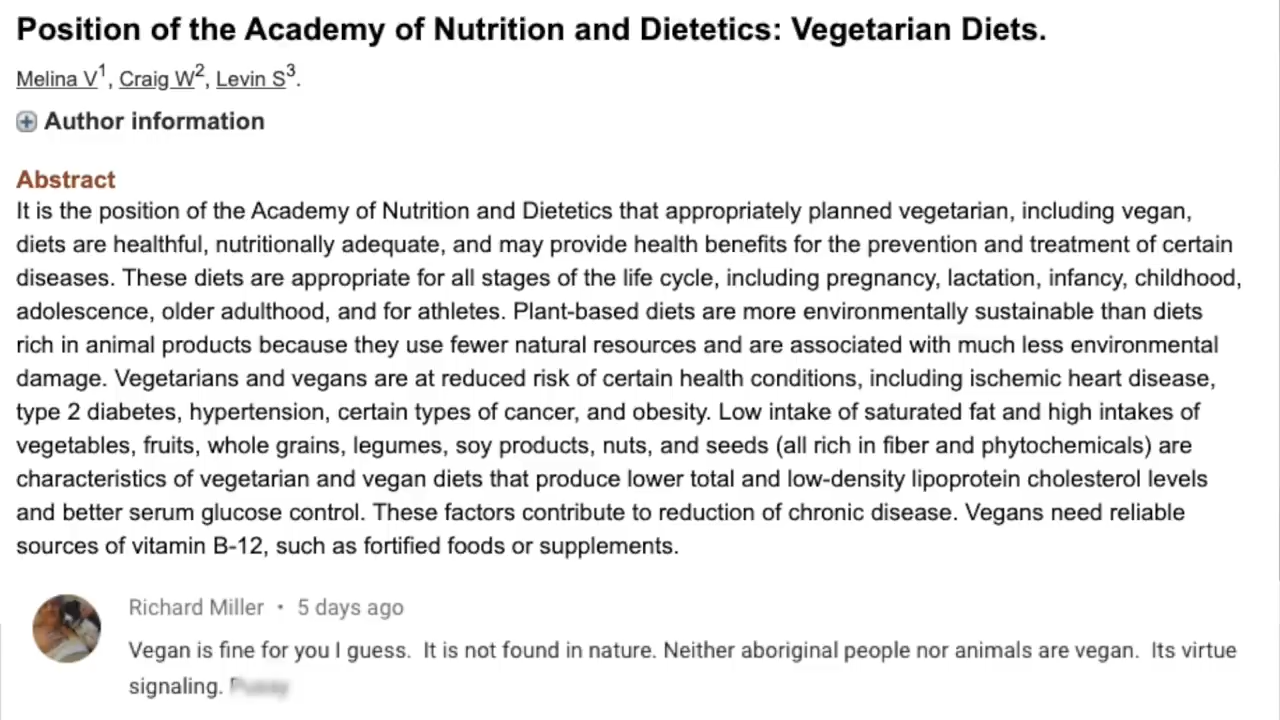 Position of the Academy of Nutrition and Dietetics: Vegetarian Diets.
Melina V1, Craig W2, Levin S3.
Author information
Abstract
It is the position of the Academy of Nutrition and Dietetics that appropriately planned vegetarian, including vegan,
diets are healthful, nutritionally adequate, and may provide health benefits for the prevention and treatment of certain
diseases. These diets are appropriate for all stages of the life cycle, including pregnancy, lactation, infancy, childhood,
adolescence, older adulthood, and for athletes. Plant-based diets are more environmentally sustainable than diets
rich in animal products because they use fewer natural resources and are associated with much less environmental
damage. Vegetarians and vegans are at reduced risk of certain health conditions, including ischemic heart disease,
type 2 diabetes, hypertension, certain types of cancer, and obesity. Low intake of saturated fat and high intakes of
vegetables, fruits, whole grains, legumes, soy products, nuts, and seeds (all rich in fiber and phytochemicals) are
characteristics of vegetarian and vegan diets that produce lower total and low-density lipoprotein cholesterol levels
and better serum glucose control. These factors contribute to reduction of chronic disease. Vegans need reliable
sources of vitamin B-12, such as fortified foods or supplements.
Richard Miller • 5 days ago
Vegan is fine for you I guess. It is not found in nature. Neither aboriginal people nor animals are vegan. Its virtue
signaling.